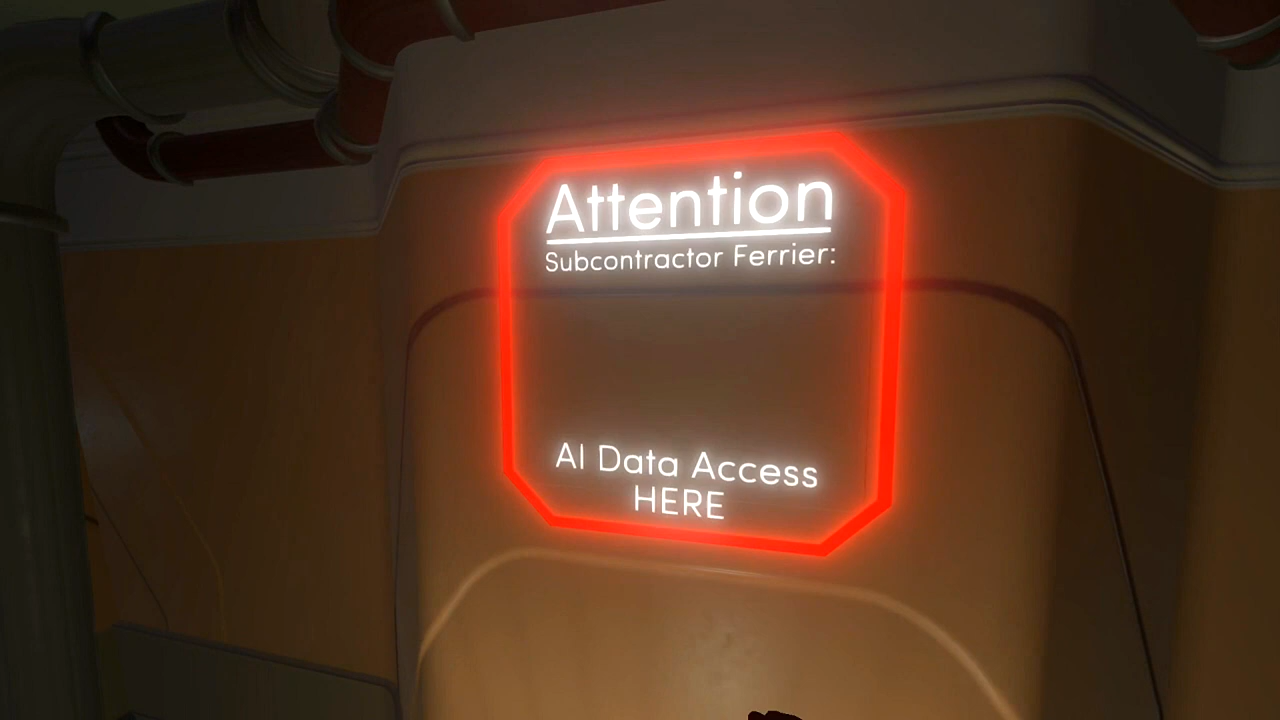 Attention
Subcontractor Ferrier:
AI Data Access
HERE